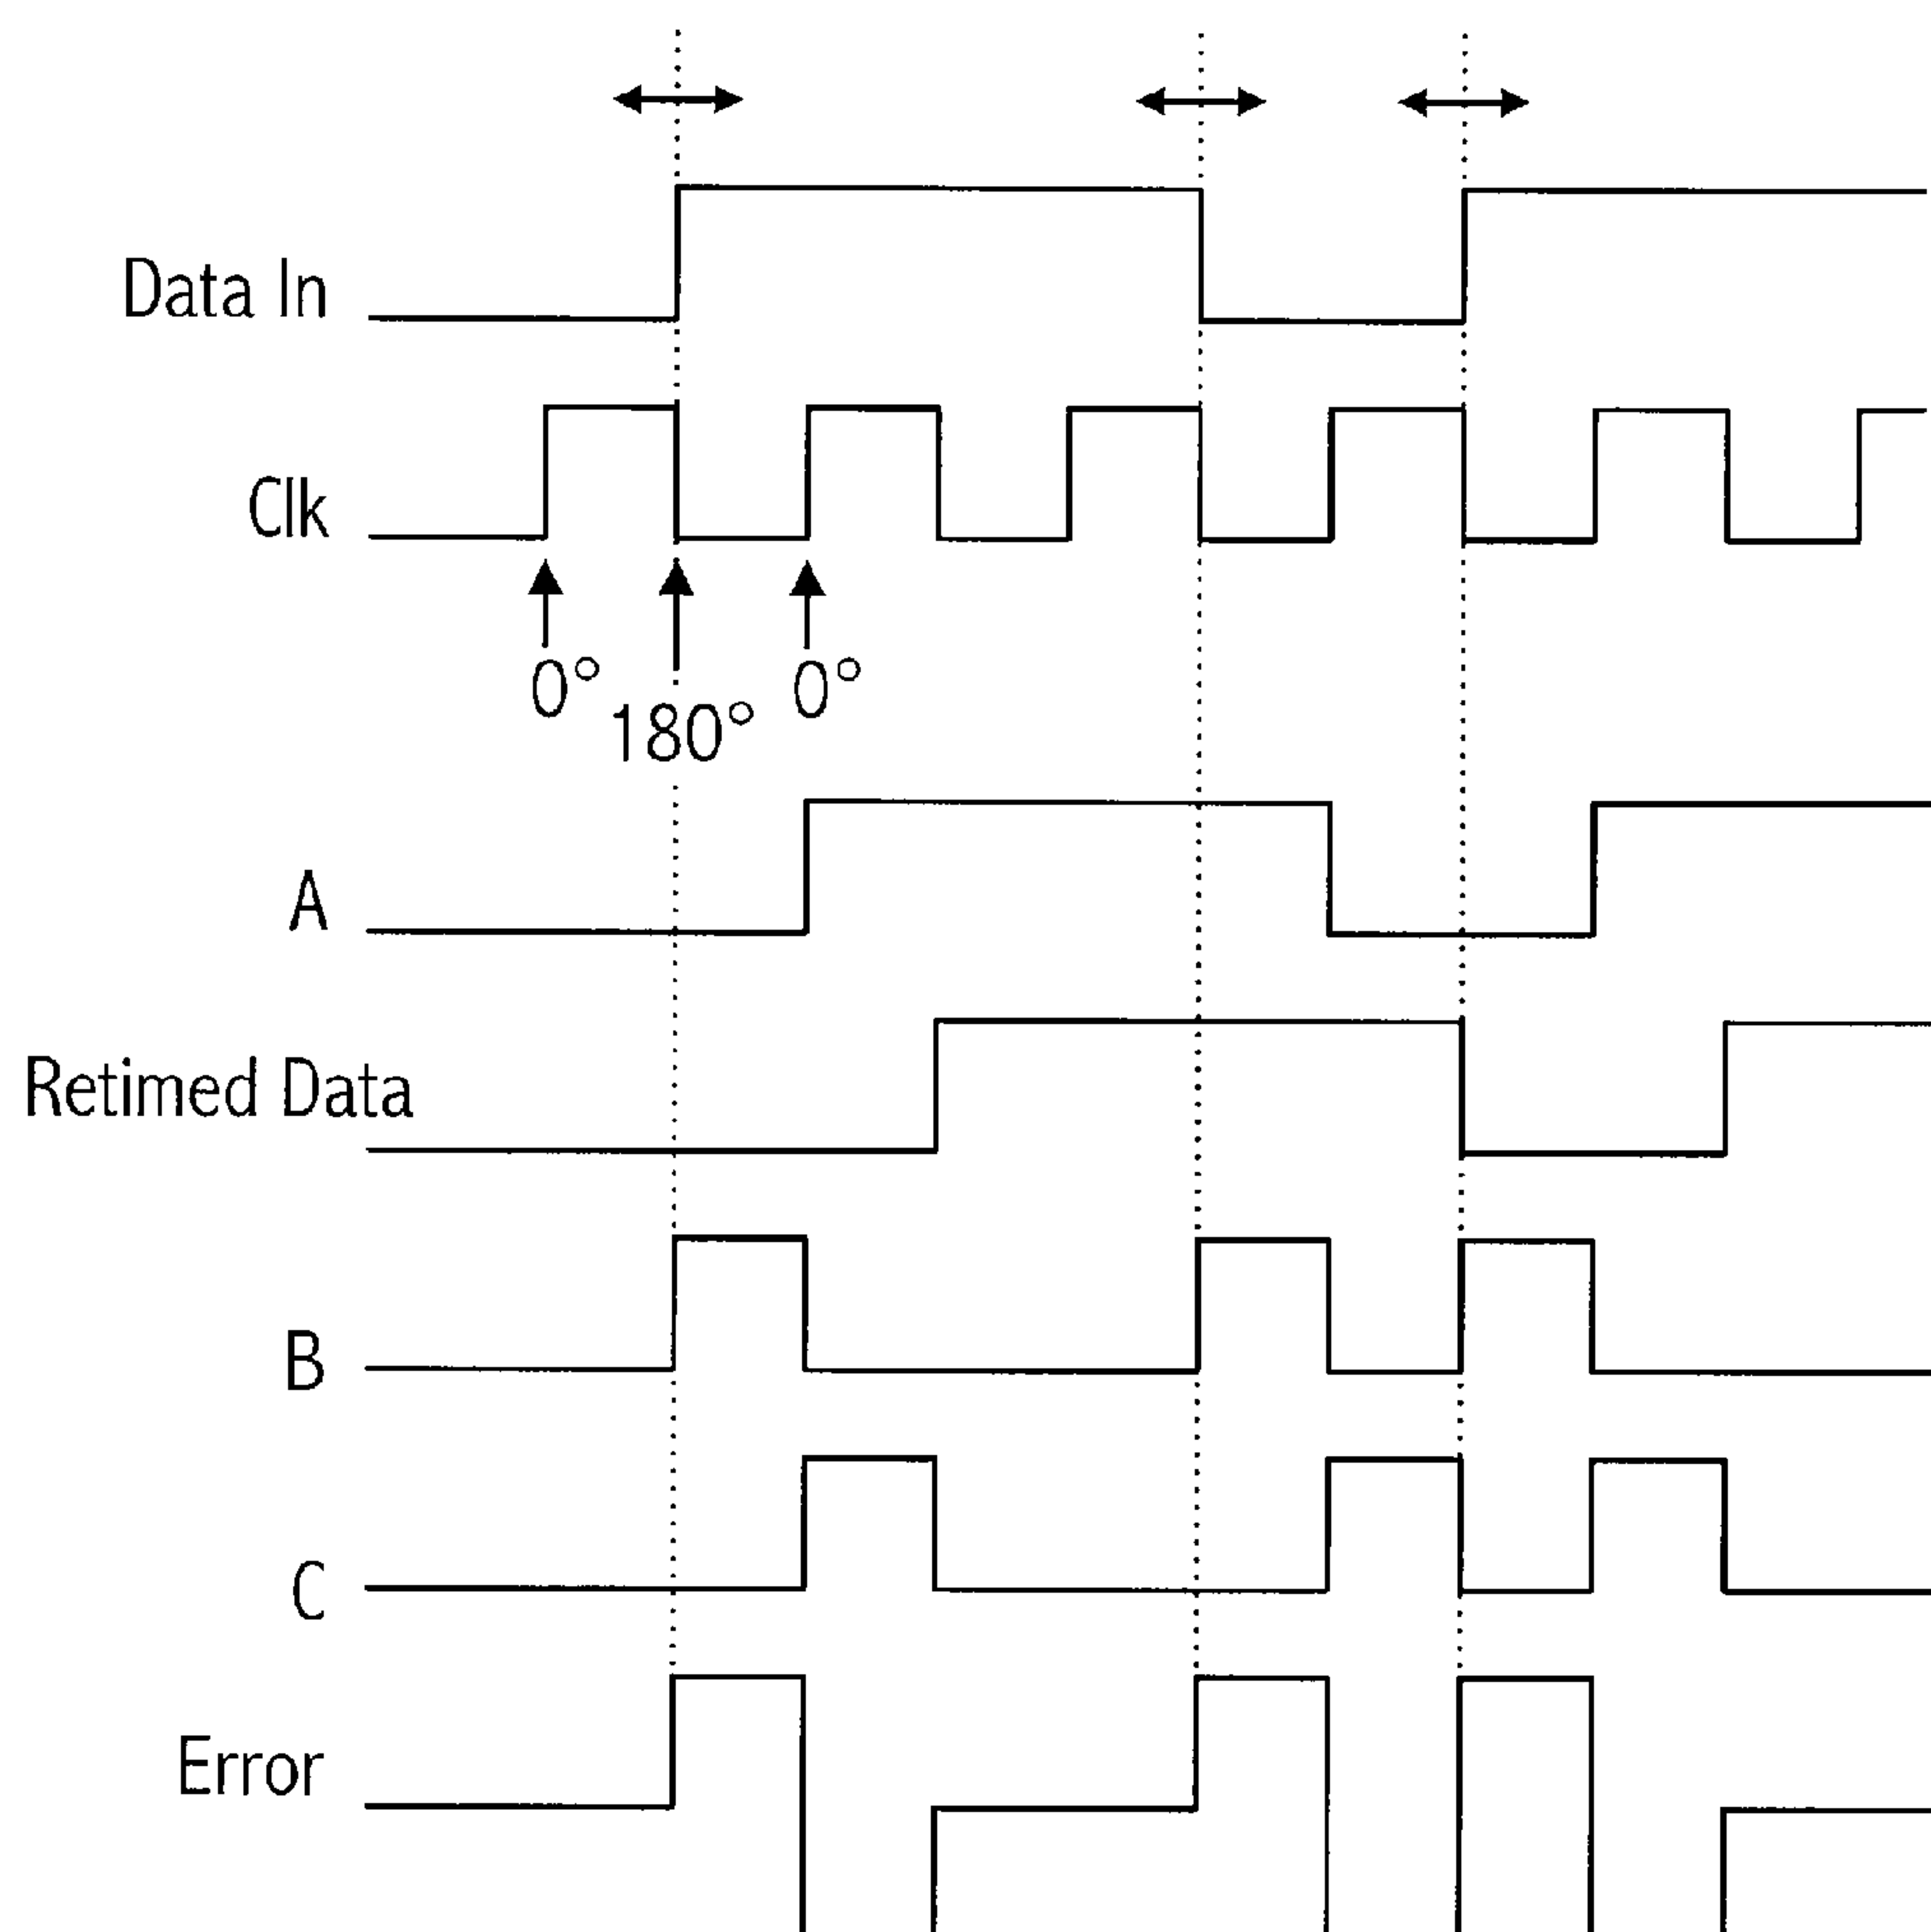 Data In
Clk
0°
180°
0°
A
Retimed Data
B
C
Error